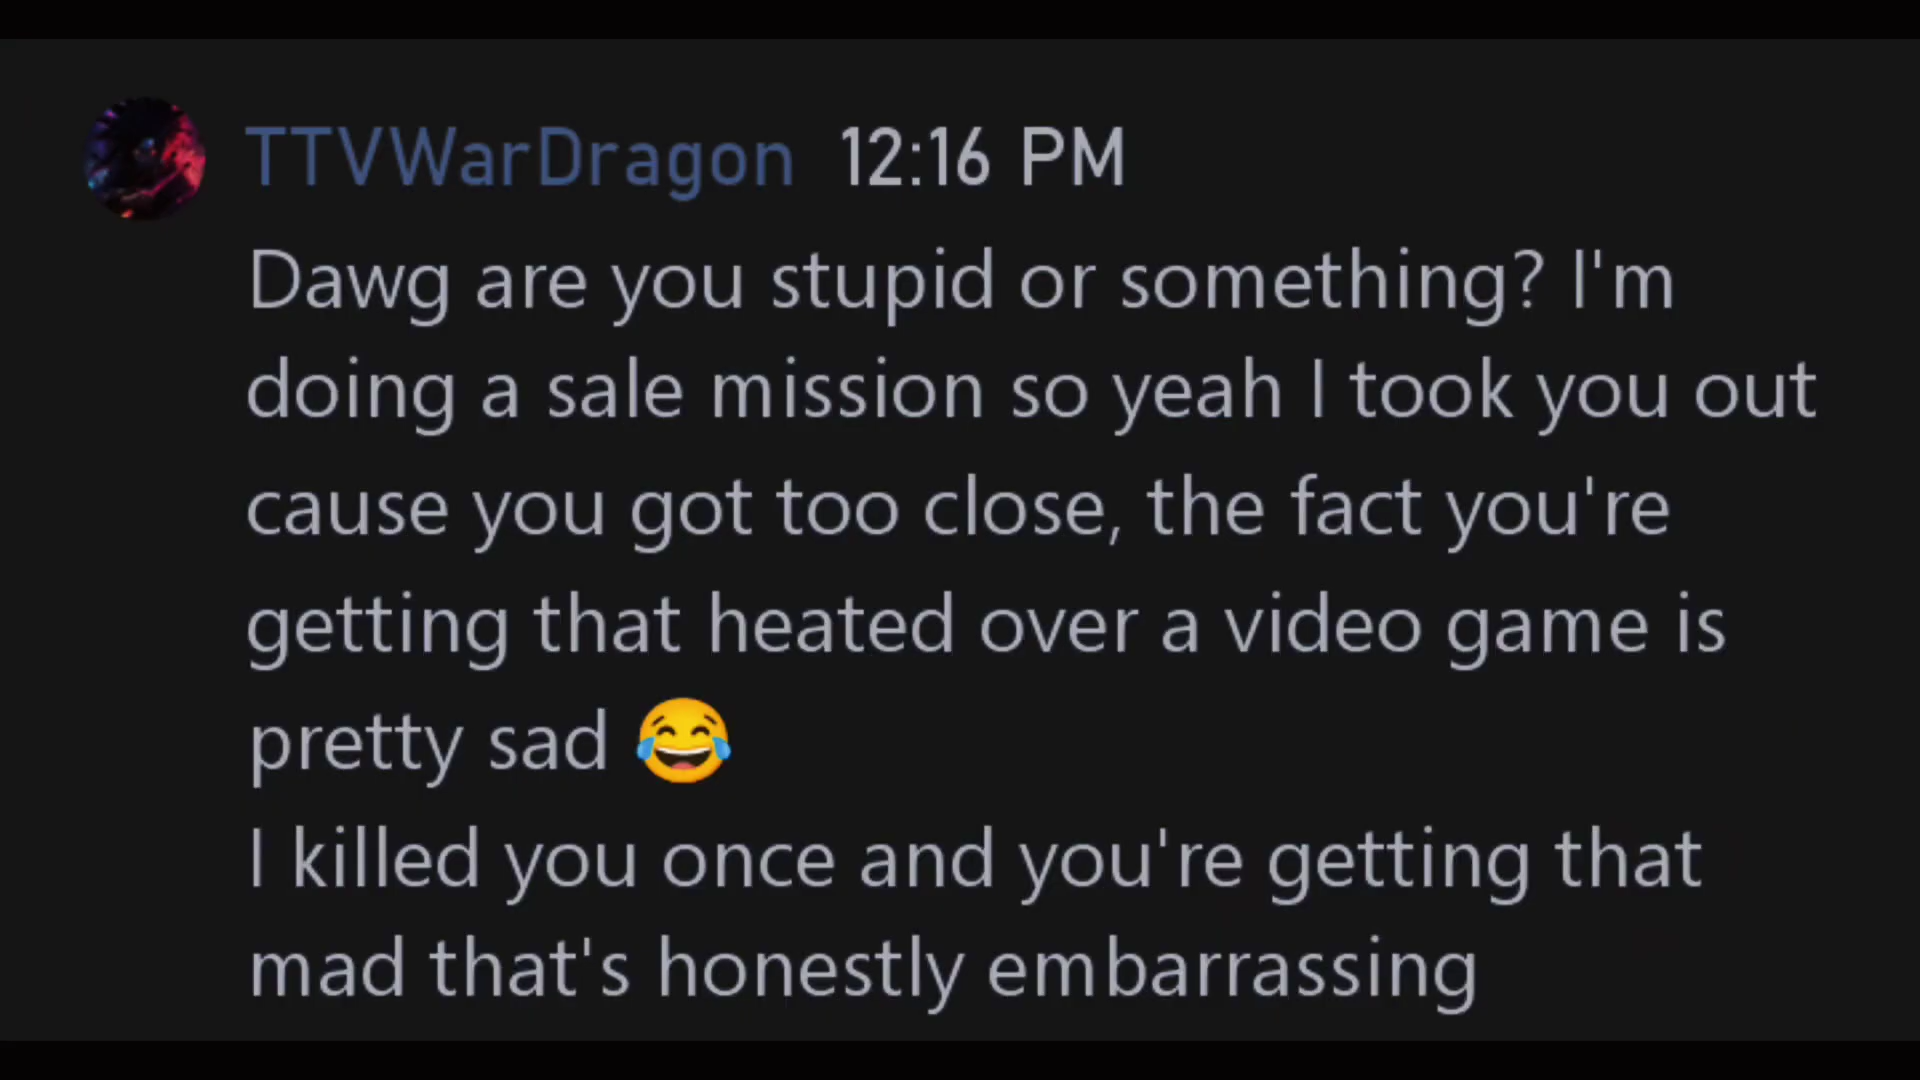 TTVWarDragon 12:16 PM
Dawg are you stupid or something? I'm
doing a sale mission so yeah I took you out
cause you got too close, the fact you're
getting that heated over a video game is
pretty sad 😂
I killed you once and you're getting that
mad that's honestly embarrassing